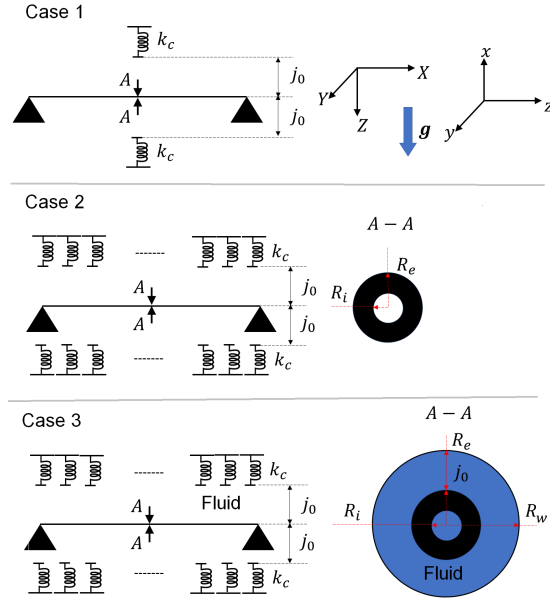 Case 1
k_c
A
j_0
X
x
Y
Z
z
y
A
j_0
g
k_c
Case 2
A − A
k_c
R_e
A
j_0
R_i
A
j_0
k_c
Case 3
A − A
R_e
k_c
j_0
A
Fluid
j_0
R_i
R_w
A
j_0
Fluid
k_c